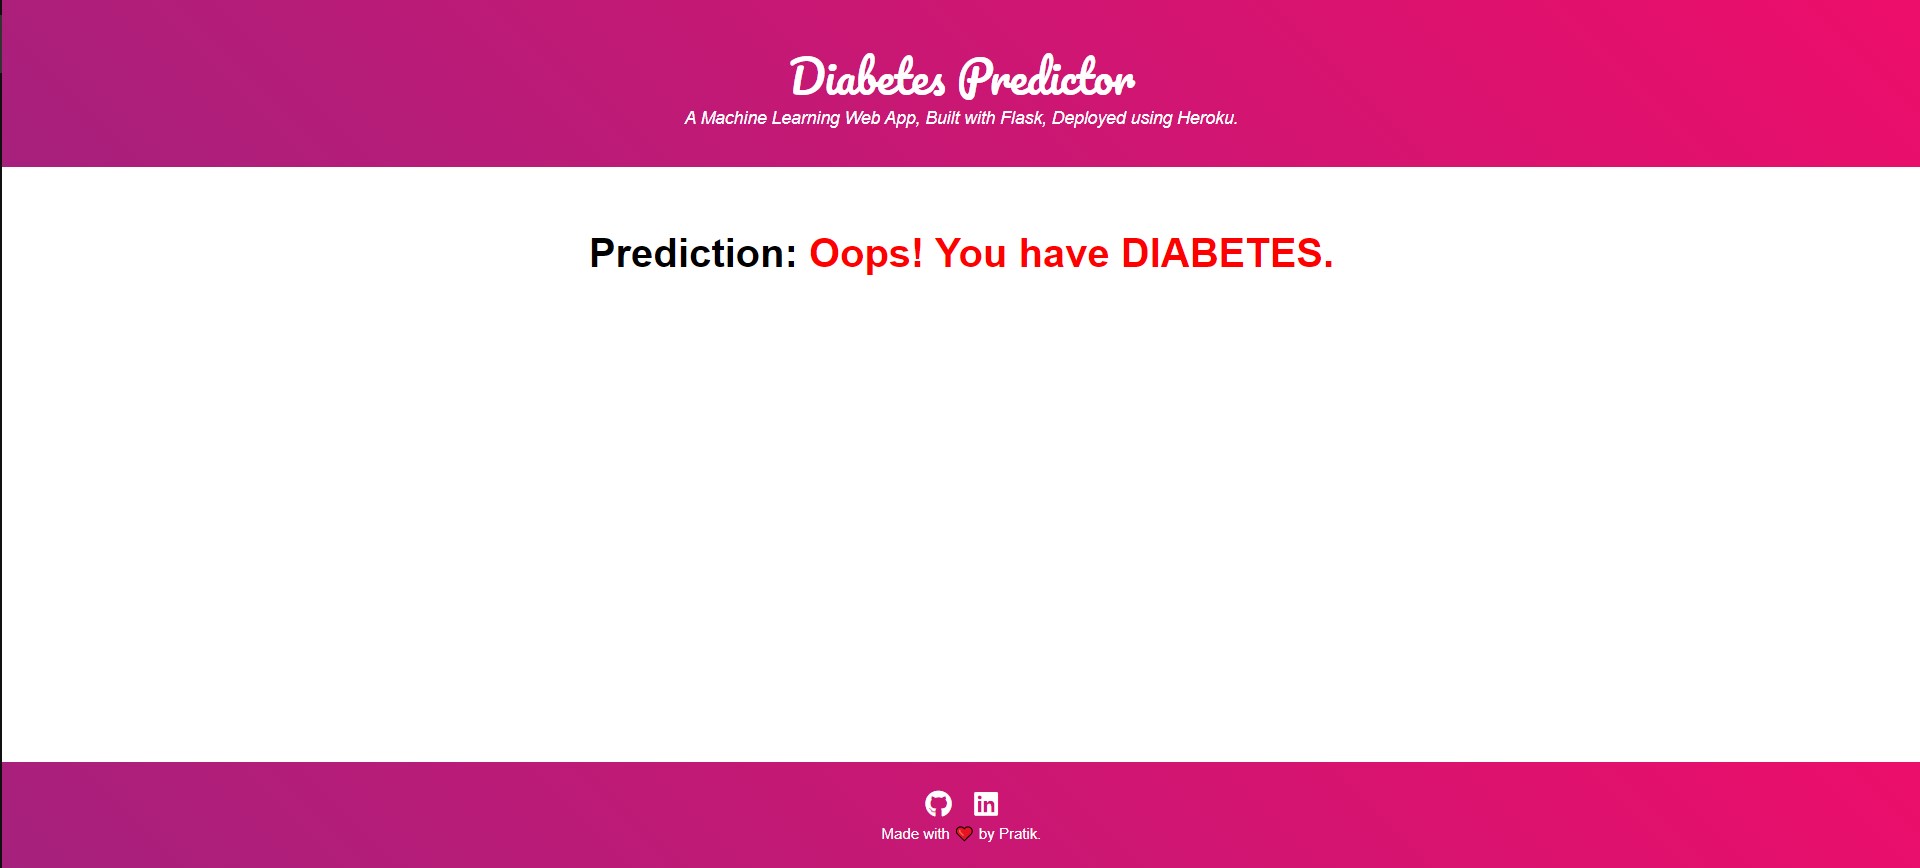 Diabetes Predictor
A Machine Learning Web App, Built with Flask, Deployed using Heroku.
Prediction: Oops! You have DIABETES.
in
Made with ❤️ by Pratik.